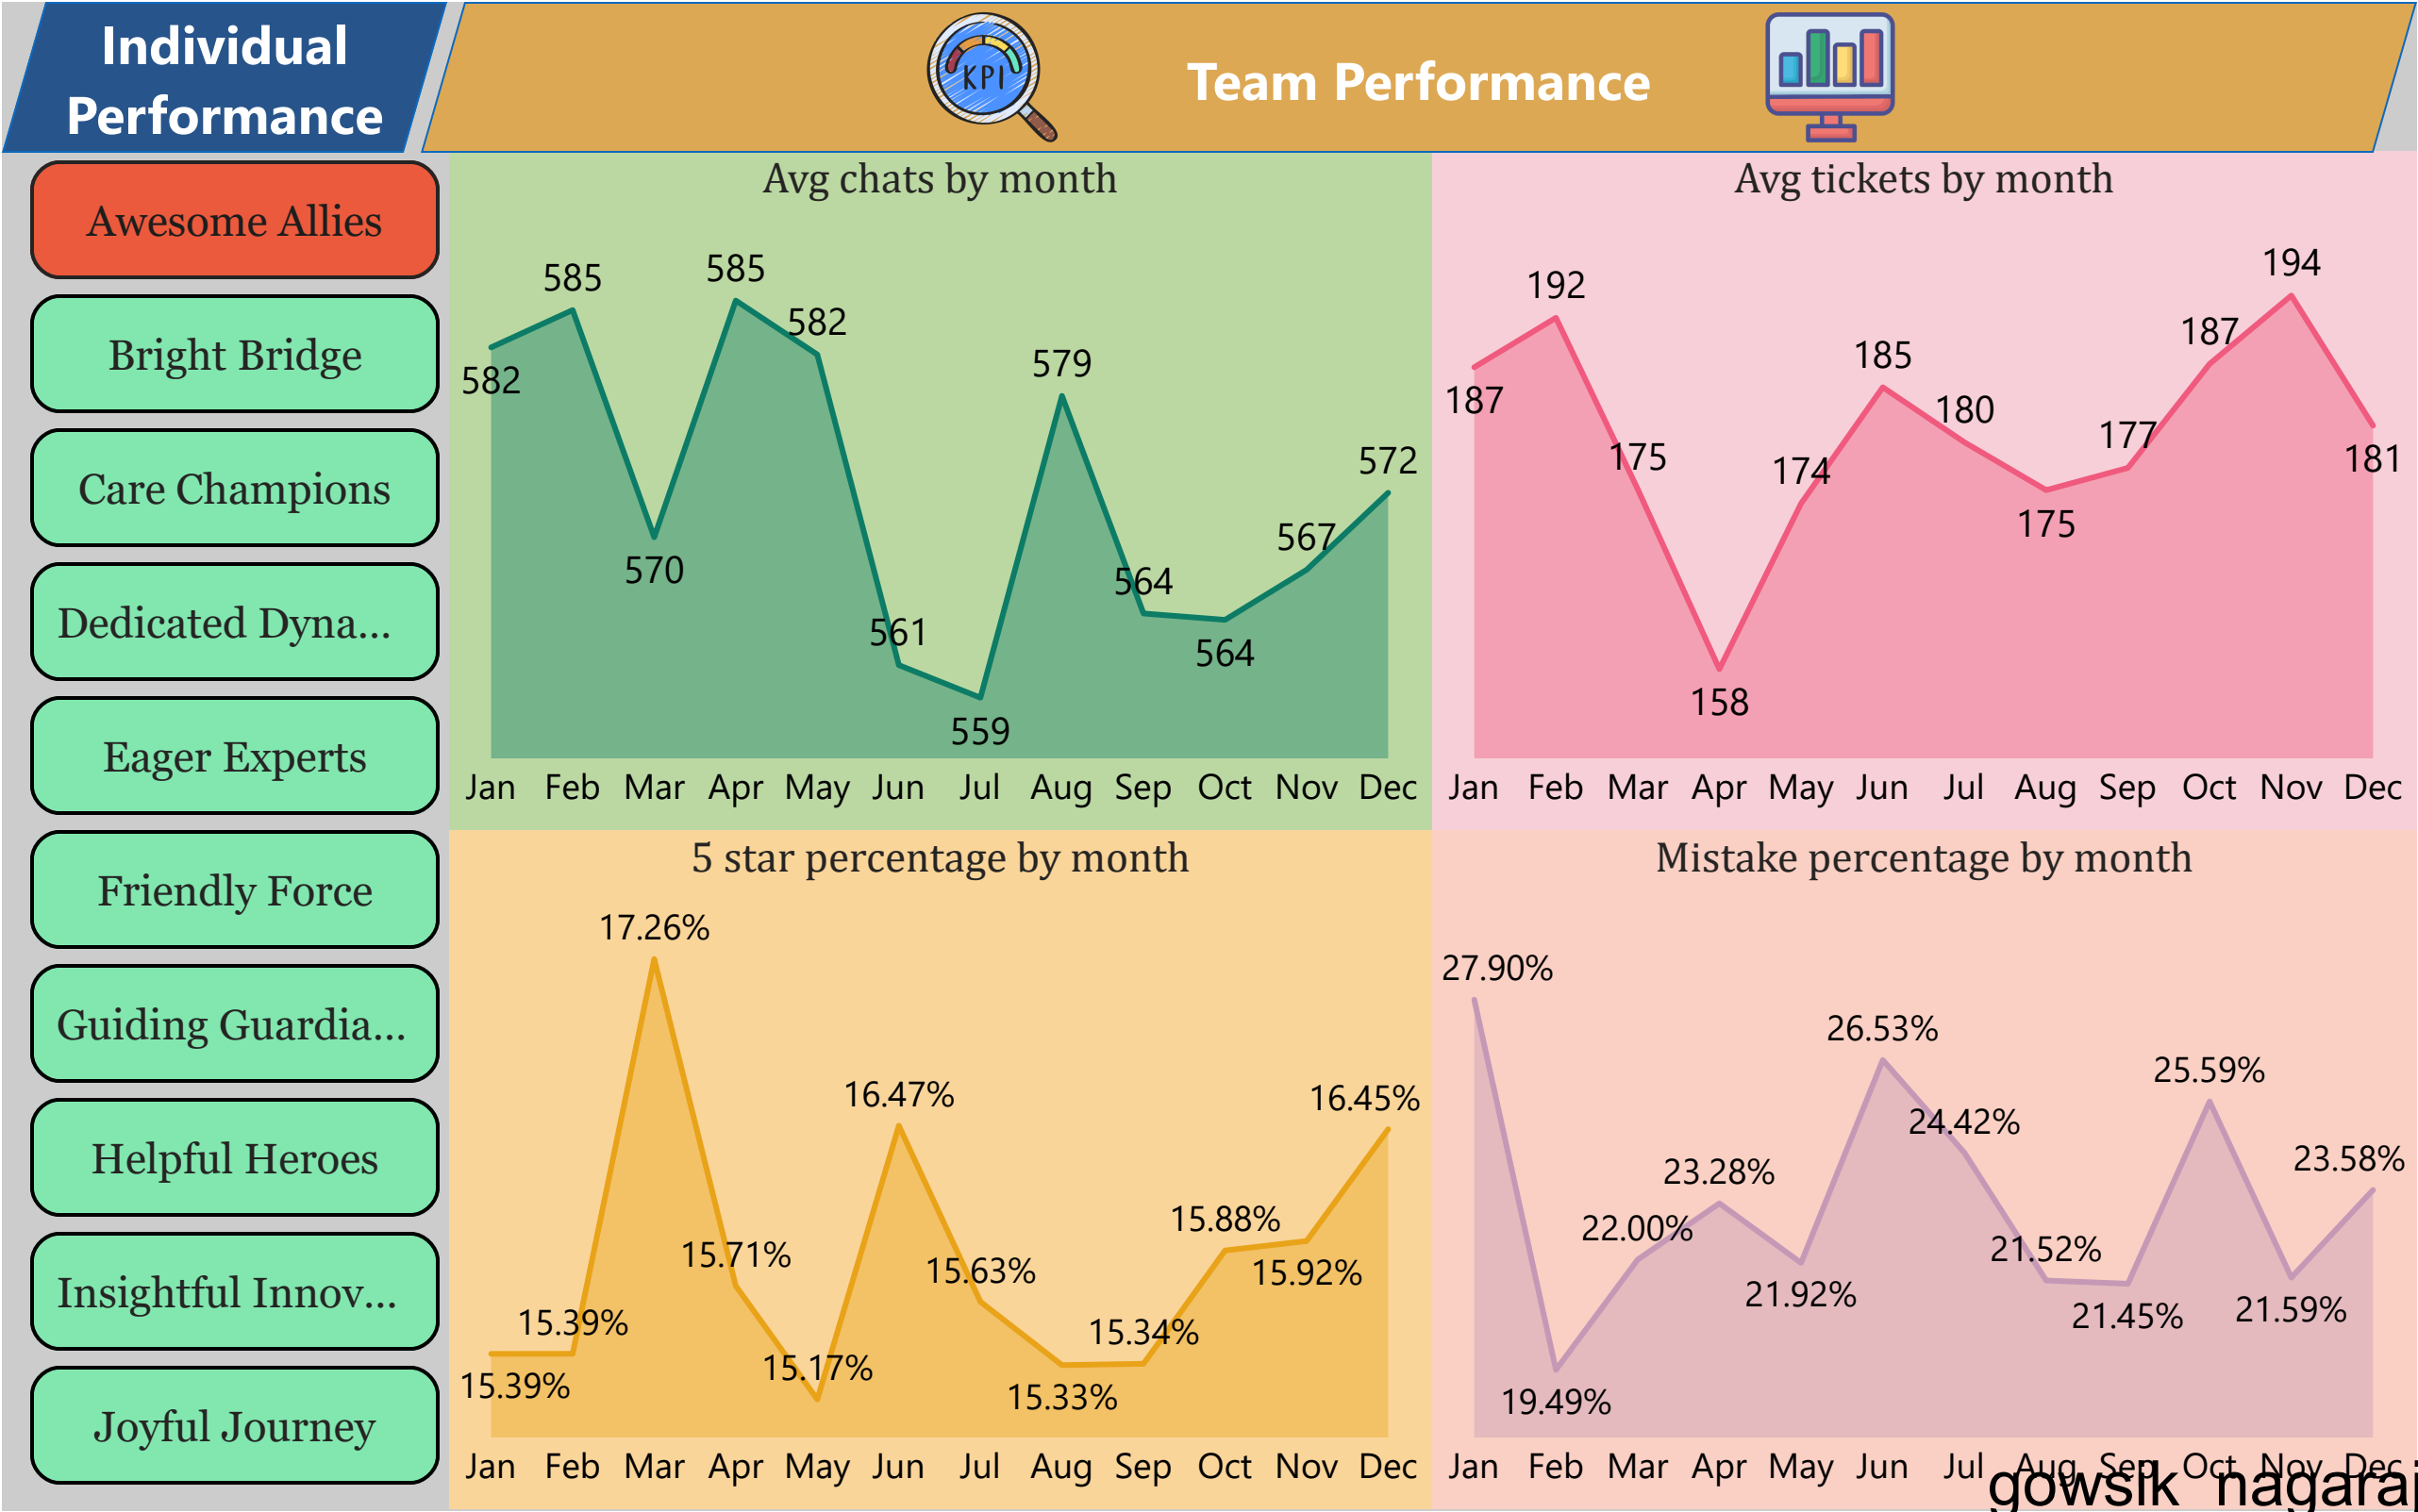 Individual
Performance
KPI
Team Performance
Awesome Allies
Bright Bridge
Care Champions
Dedicated Dyna...
Eager Experts
Friendly Force
Guiding Guardia...
Helpful Heroes
Insightful Innov...
Joyful Journey
Avg chats by month
582
585
570
585
582
561
559
579
564
564
567
572
Jan Feb Mar Apr May Jun Jul Aug Sep Oct Nov Dec
Avg tickets by month
187
192
175
158
174
185
180
175
177
187
194
181
Jan Feb Mar Apr May Jun Jul Aug Sep Oct Nov Dec
5 star percentage by month
15.39%
15.39%
17.26%
15.71%
15.17%
16.47%
15.63%
15.33%
15.34%
15.88%
15.92%
16.45%
Jan Feb Mar Apr May Jun Jul Aug Sep Oct Nov Dec
Mistake percentage by month
27.90%
19.49%
22.00%
23.28%
21.92%
26.53%
24.42%
21.52%
21.45%
25.59%
21.59%
23.58%
Jan Feb Mar Apr May Jun Jul Aug Sep Oct Nov Dec
gowsik nagaraj